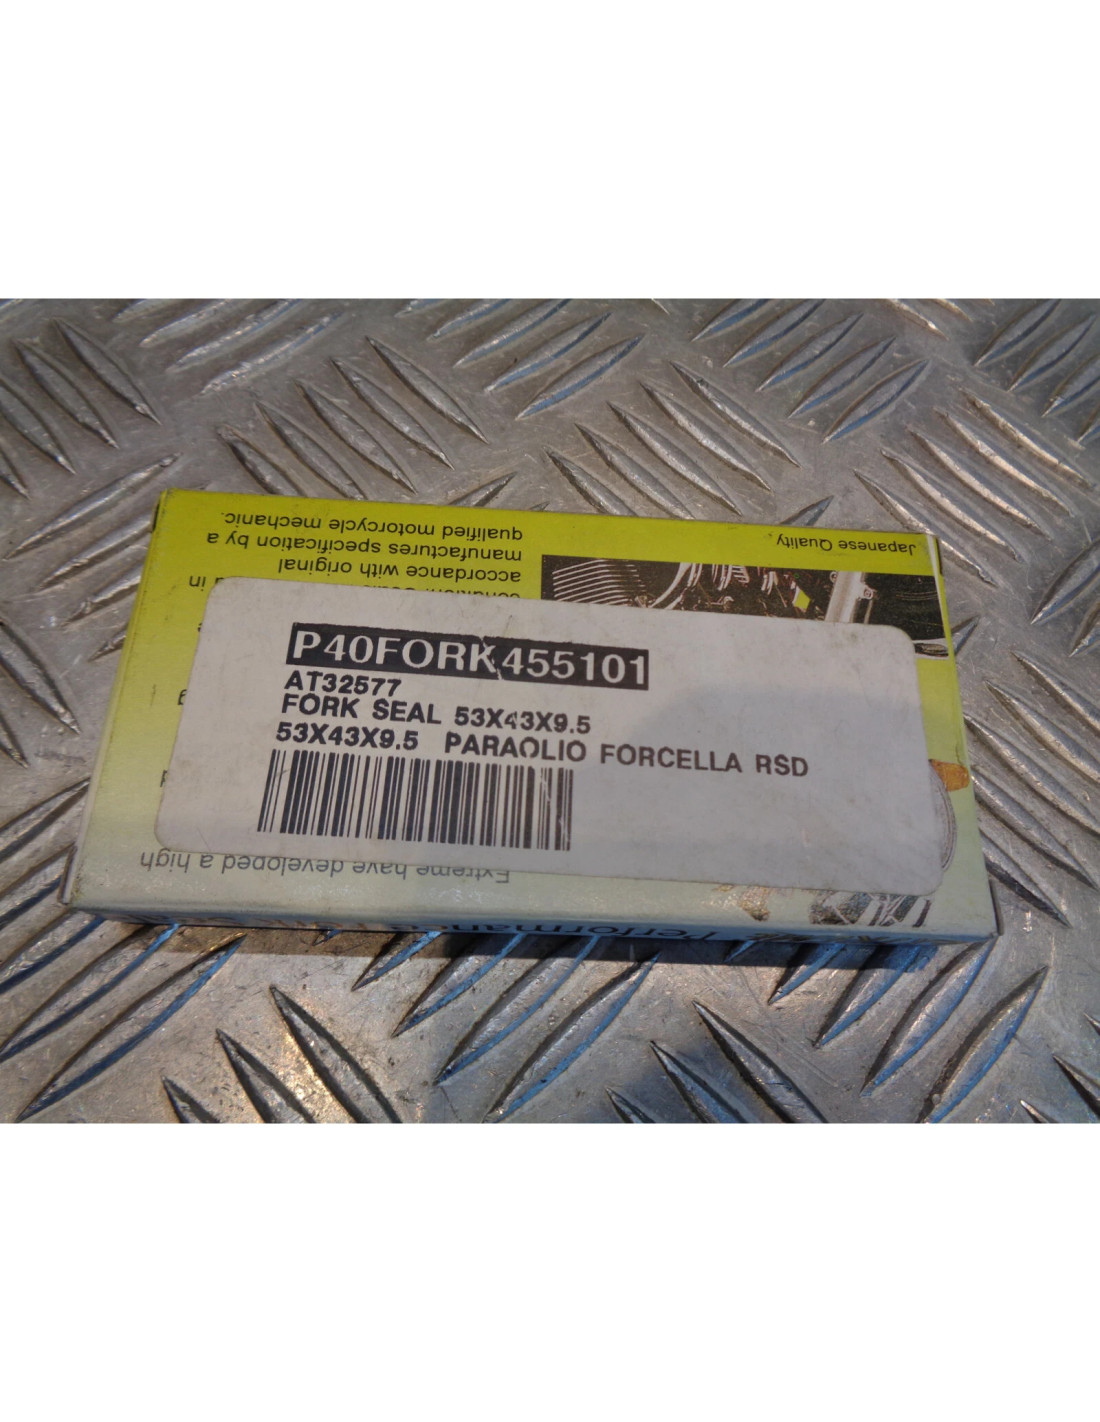 P40FORK455101
AT32577
FORK SEAL 53X43X9.5
53X43X9.5 PARAOLIO FORCELLA RSD
Extreme have developed a high
accordance with original
manufactures specification by a
qualified motorcycle mechanic.
Japanese Quality